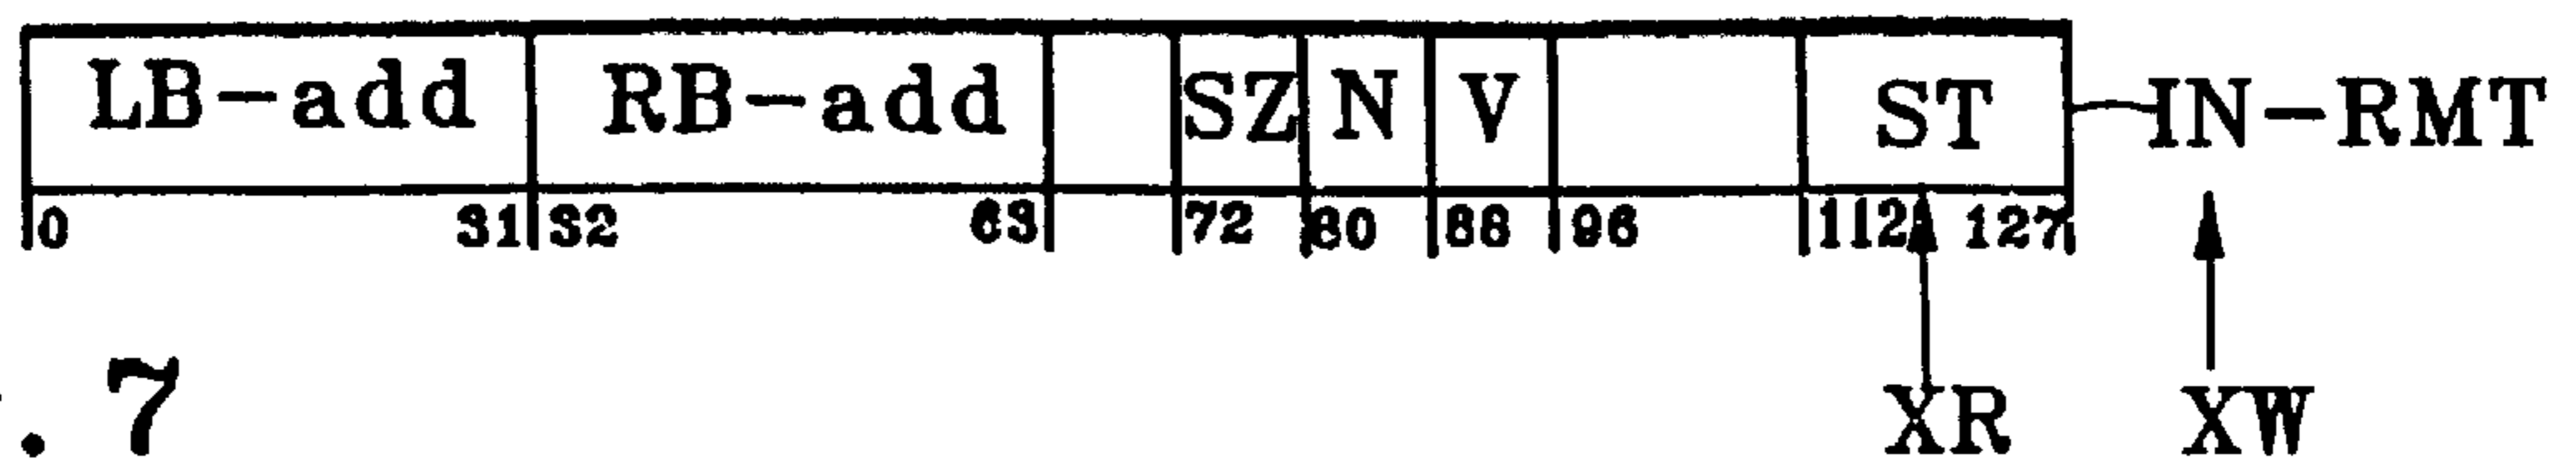 LB-add RB-add SZ N V ST IN-RMT
0 31 32 63 72 80 88 96 112 127
XR XW
. 7